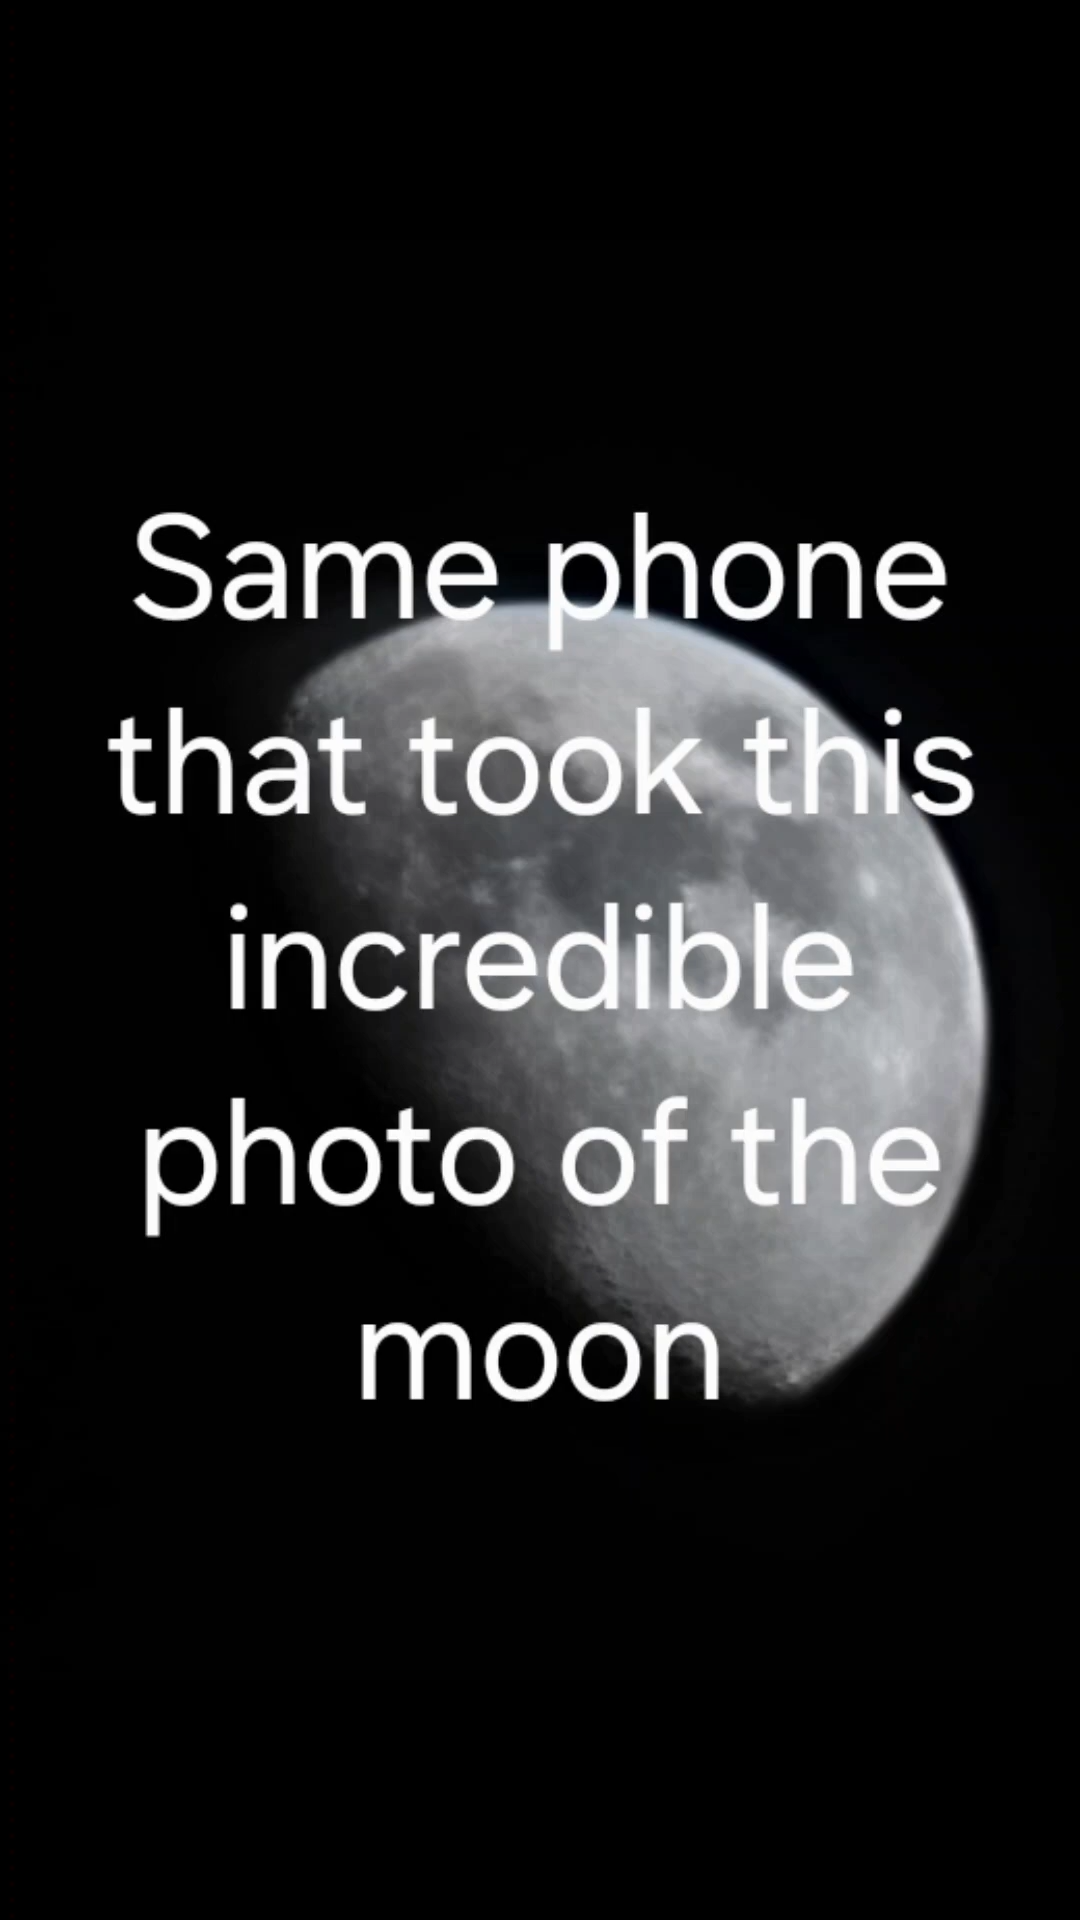 Same phone
that took this
incredible
photo of the
moon